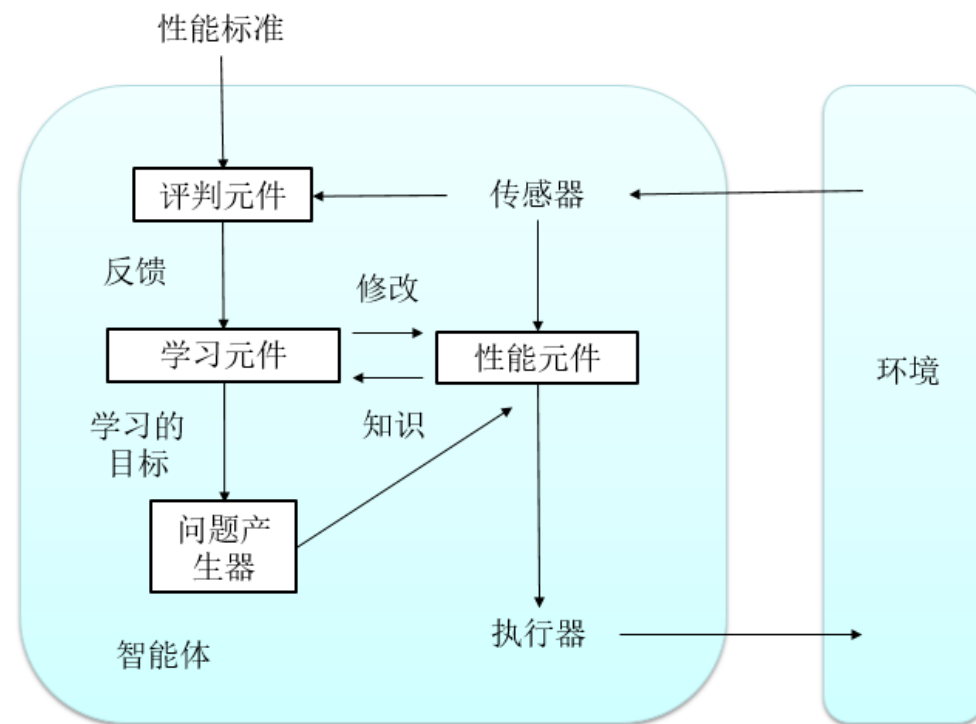 性能标准
评判元件
传感器
反馈
修改
学习元件
性能元件
环境
学习的
目标
知识
问题产
生器
执行器
智能体